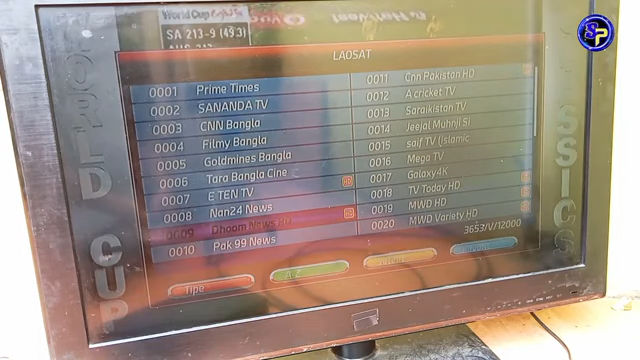 World Cup
SA 213-9 (49.3)
LAOSAT
0001 Prime Times
0002 SANANDA TV
0003 CNN Bangla
0004 Filmy Bangla
0005 Goldmines Bangla
0006 Tara Bangla Cine
0007 E TEN TV
0008 Nan24 News
0009 Dhoom News HD
0010 Pak 99 News
0011 Cnn Pakistan HD
0012 A cricket TV
0013 Saraikistan TV
0014 Jeejal Muhnji SI
0015 saif TV (Islamic
0016 Mega TV
0017 Galaxy4K
0018 TV Today HD
0019 MWD HD
0020 MWD Variety HD
3653/V/12000
Tipe
A-Z
WORLD CUP
SP